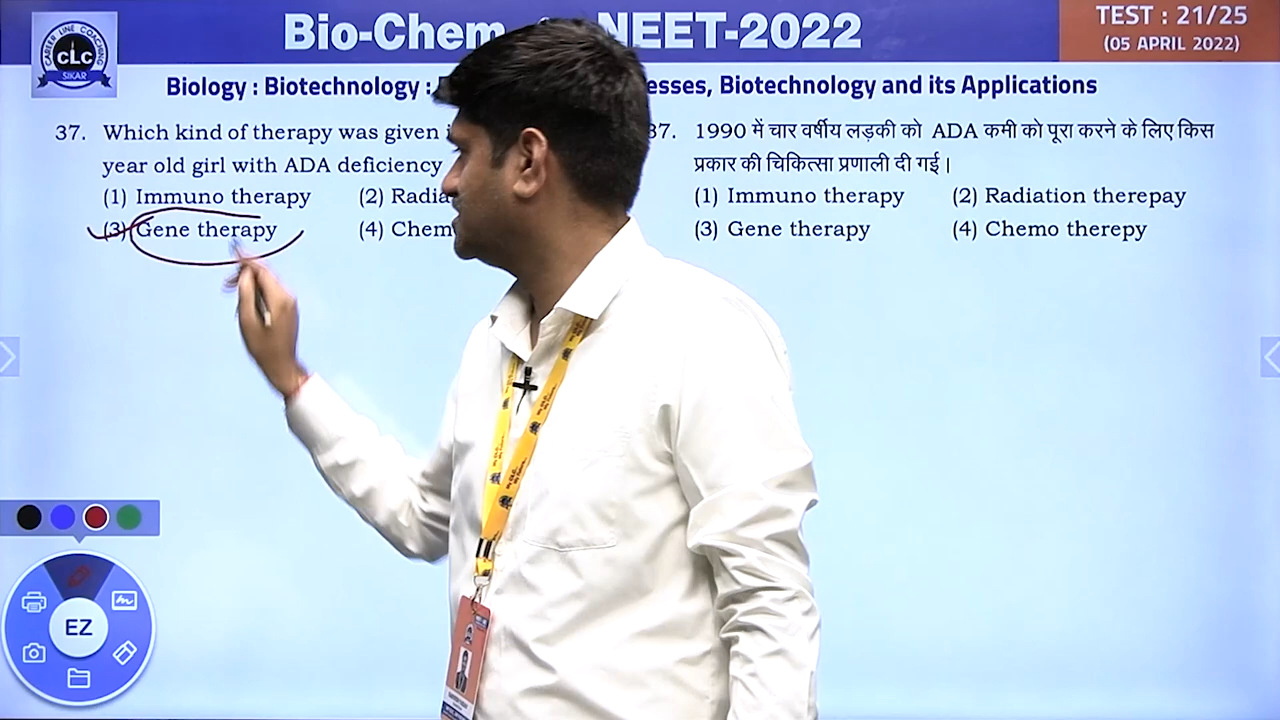 Bio-Chem NEET-2022
TEST : 21/25
(05 APRIL 2022)
CAREER LINE COACHING
CLC
SIKAR
Biology : Biotechnology : esses, Biotechnology and its Applications
37. Which kind of therapy was given
year old girl with ADA deficiency
(1) Immuno therapy (2) Radia
(3) Gene therapy (4) Chem
37. 1990 में चार वर्षीय लड़की को ADA कमी को पूरा करने के लिए किस
प्रकार की चिकित्सा प्रणाली दी गई।
(1) Immuno therapy (2) Radiation therepay
(3) Gene therapy (4) Chemo therepy
EZ